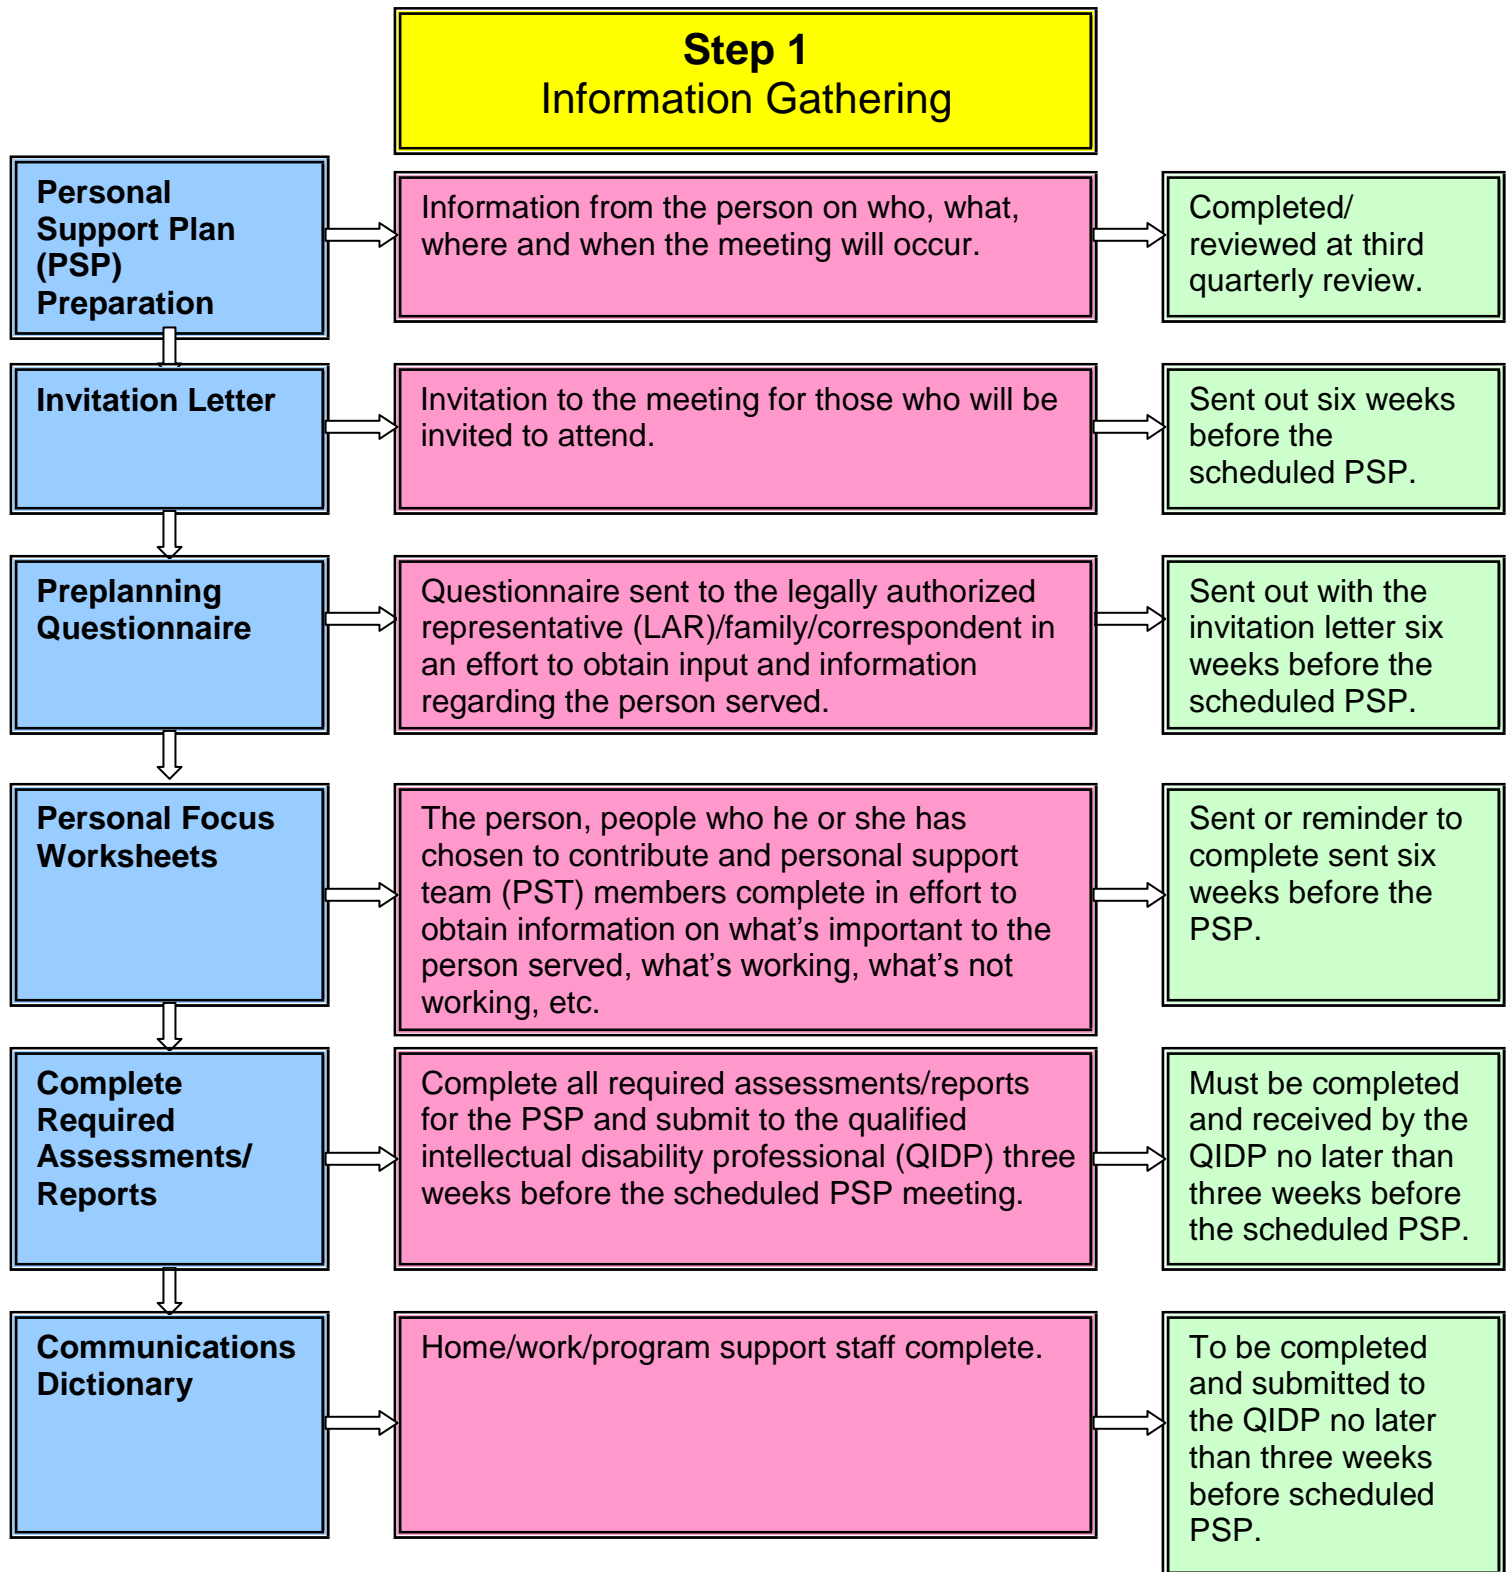 Step 1
Information Gathering
Personal
Support Plan
(PSP)
Preparation
Information from the person on who, what,
where and when the meeting will occur.
Completed/
reviewed at third
quarterly review.
Invitation Letter
Invitation to the meeting for those who will be
invited to attend.
Sent out six weeks
before the
scheduled PSP.
Preplanning
Questionnaire
Questionnaire sent to the legally authorized
representative (LAR)/family/correspondent in
an effort to obtain input and information
regarding the person served.
Sent out with the
invitation letter six
weeks before the
scheduled PSP.
Personal Focus
Worksheets
The person, people who he or she has
chosen to contribute and personal support
team (PST) members complete in effort to
obtain information on what’s important to the
person served, what’s working, what’s not
working, etc.
Sent or reminder to
complete sent six
weeks before the
PSP.
Complete
Required
Assessments/
Reports
Complete all required assessments/reports
for the PSP and submit to the qualified
intellectual disability professional (QIDP) three
weeks before the scheduled PSP meeting.
Must be completed
and received by the
QIDP no later than
three weeks before
the scheduled PSP.
Communications
Dictionary
Home/work/program support staff complete.
To be completed
and submitted to
the QIDP no later
than three weeks
before scheduled
PSP.